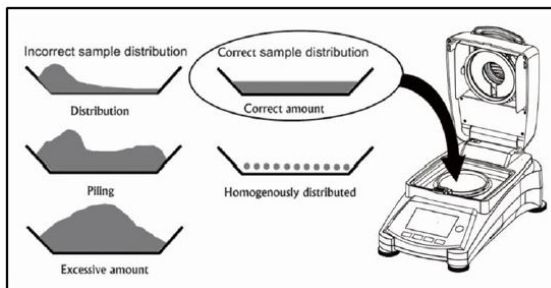 Incorrect sample distribution
Distribution
Piling
Excessive amount
Correct sample distribution
Correct amount
Homogenously distributed